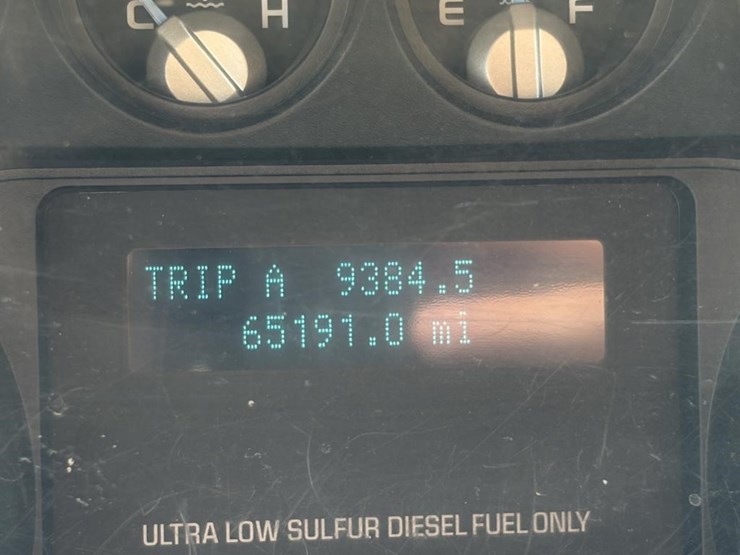 C H E F
TRIP A 9384.5
65191.0 mi
ULTRA LOW SULFUR DIESEL FUEL ONLY